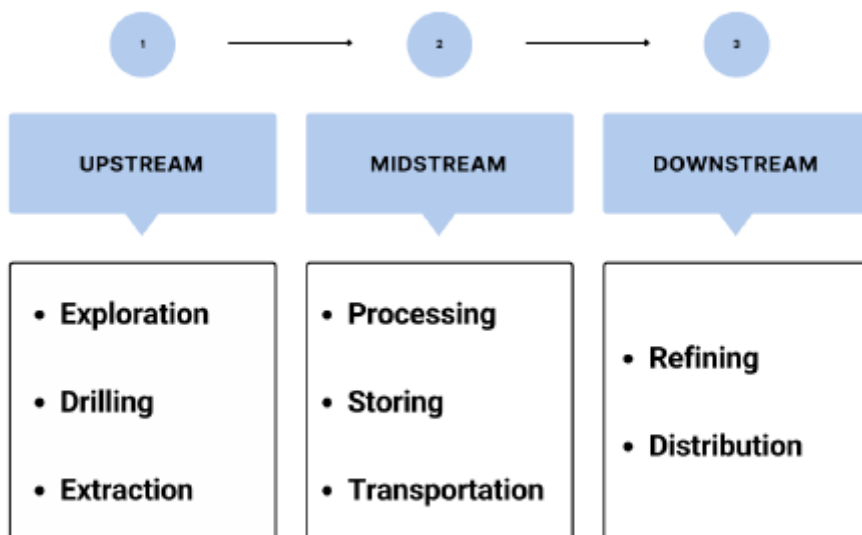 1
2
3
UPSTREAM
MIDSTREAM
DOWNSTREAM
• Exploration
• Drilling
• Extraction
• Processing
• Storing
• Transportation
• Refining
• Distribution